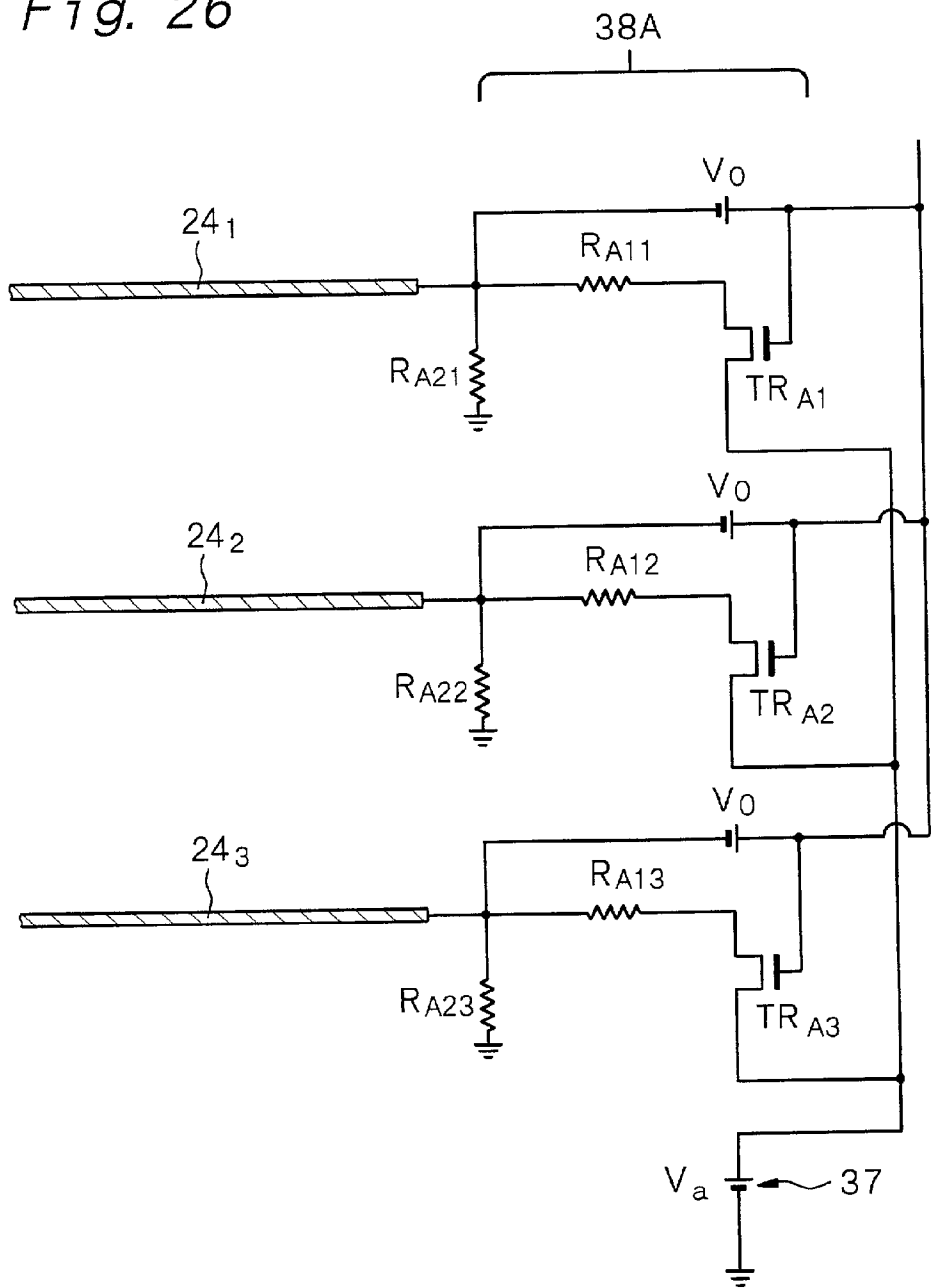 Fig. 26
38A
V0
241
RA11
RA21
TRA1
V0
242
RA12
RA22
TRA2
V0
243
RA13
RA23
TRA3
Va
37